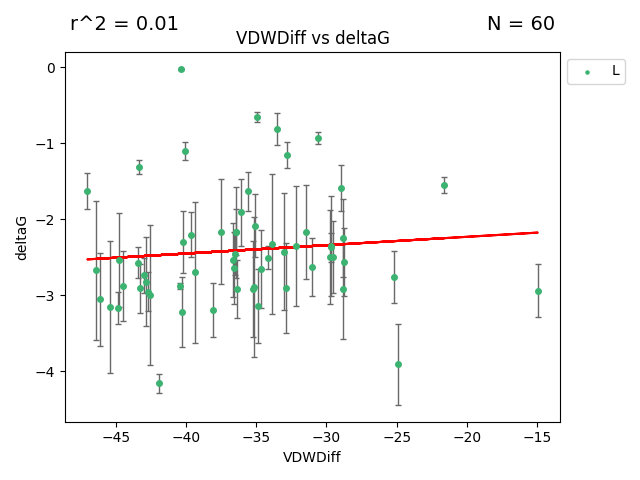 r^2 = 0.01
N = 60
VDWDiff vs deltaG
L
0
−1
−2
−3
−4
deltaG
−45 −40 −35 −30 −25 −20 −15
VDWDiff